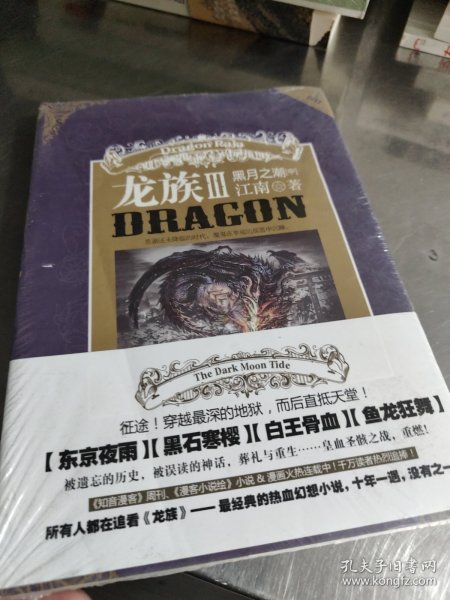 Dragon Raja
龙族III
黑月之潮
江南 著
DRAGON
The Dark Moon Tide
征途！穿越最深的地狱，而后直抵天堂！
【东京夜雨】【黑石寒樱】【白王骨血】【鱼龙狂舞】
被遗忘的历史，被误读的神话，葬礼与重生……皇血圣骸之战，重燃！
《知音漫客》周刊、《漫客小说绘》小说&漫画火热连载中！千万读者热烈追捧！
所有人都在追看《龙族》——最经典的热血幻想小说，十年一遇，没有之一
孔夫子旧书网
www.kongfz.com